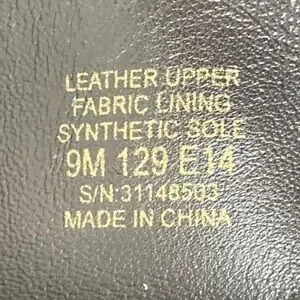 LEATHER UPPER
FABRIC LINING
SYNTHETIC SOLE
9M 129 E14
S/N:31148503
MADE IN CHINA